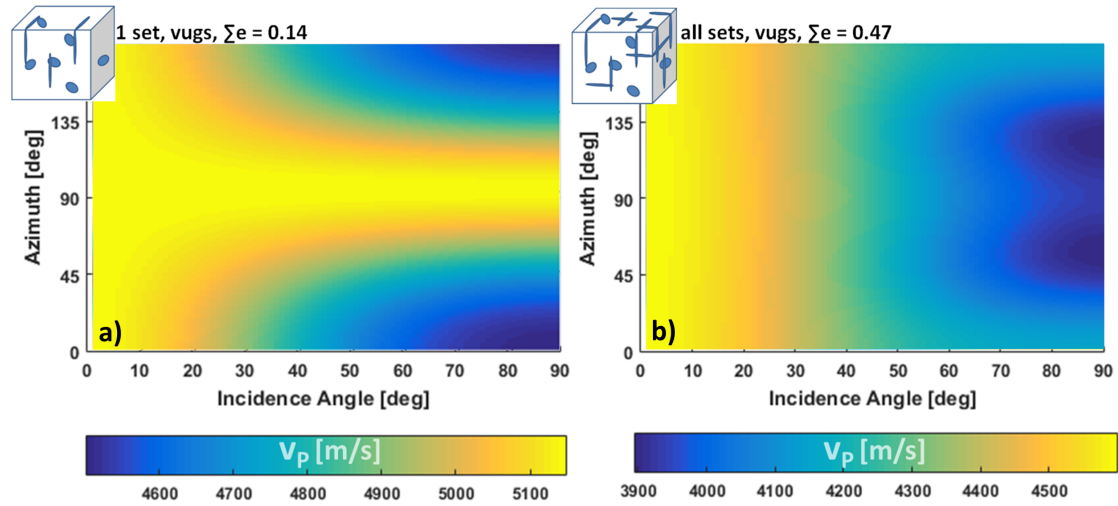 1 set, vugs, ∑e = 0.14
all sets, vugs, ∑e = 0.47
Azimuth [deg]
135
90
45
0
a)
0 10 20 30 40 50 60 70 80 90
Incidence Angle [deg]
vP [m/s]
4600 4700 4800 4900 5000 5100
Azimuth [deg]
135
90
45
0
b)
0 10 20 30 40 50 60 70 80 90
Incidence Angle [deg]
vP [m/s]
3900 4000 4100 4200 4300 4400 4500